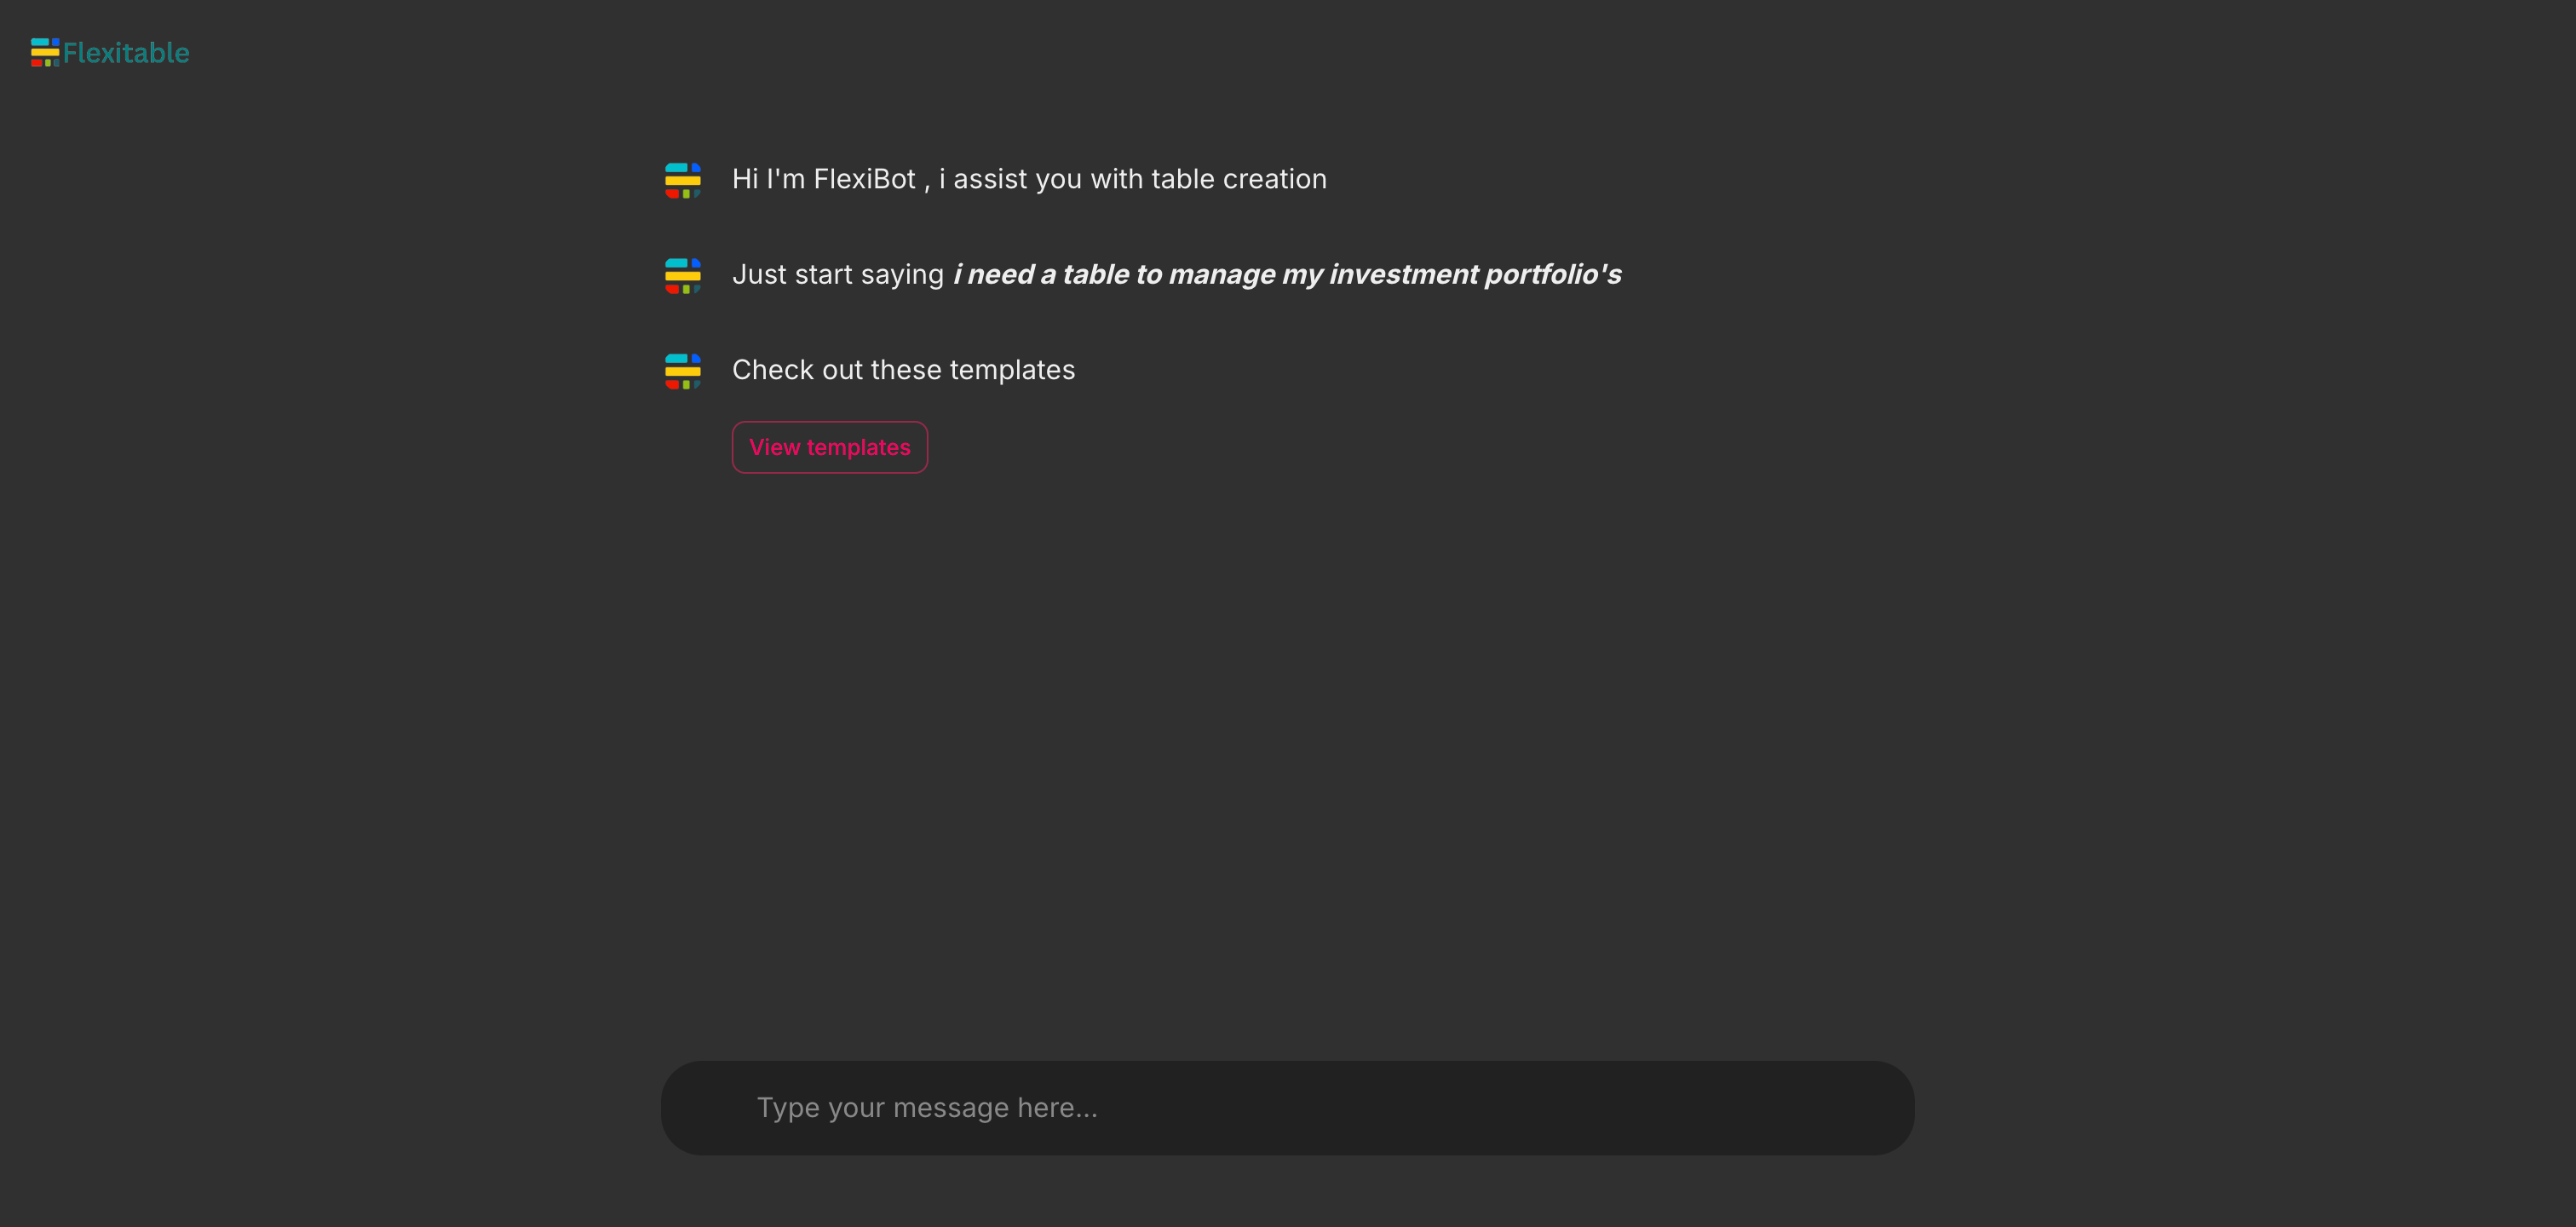 Flexitable
Hi I'm FlexiBot , i assist you with table creation
Just start saying i need a table to manage my investment portfolio's
Check out these templates
View templates
Type your message here...